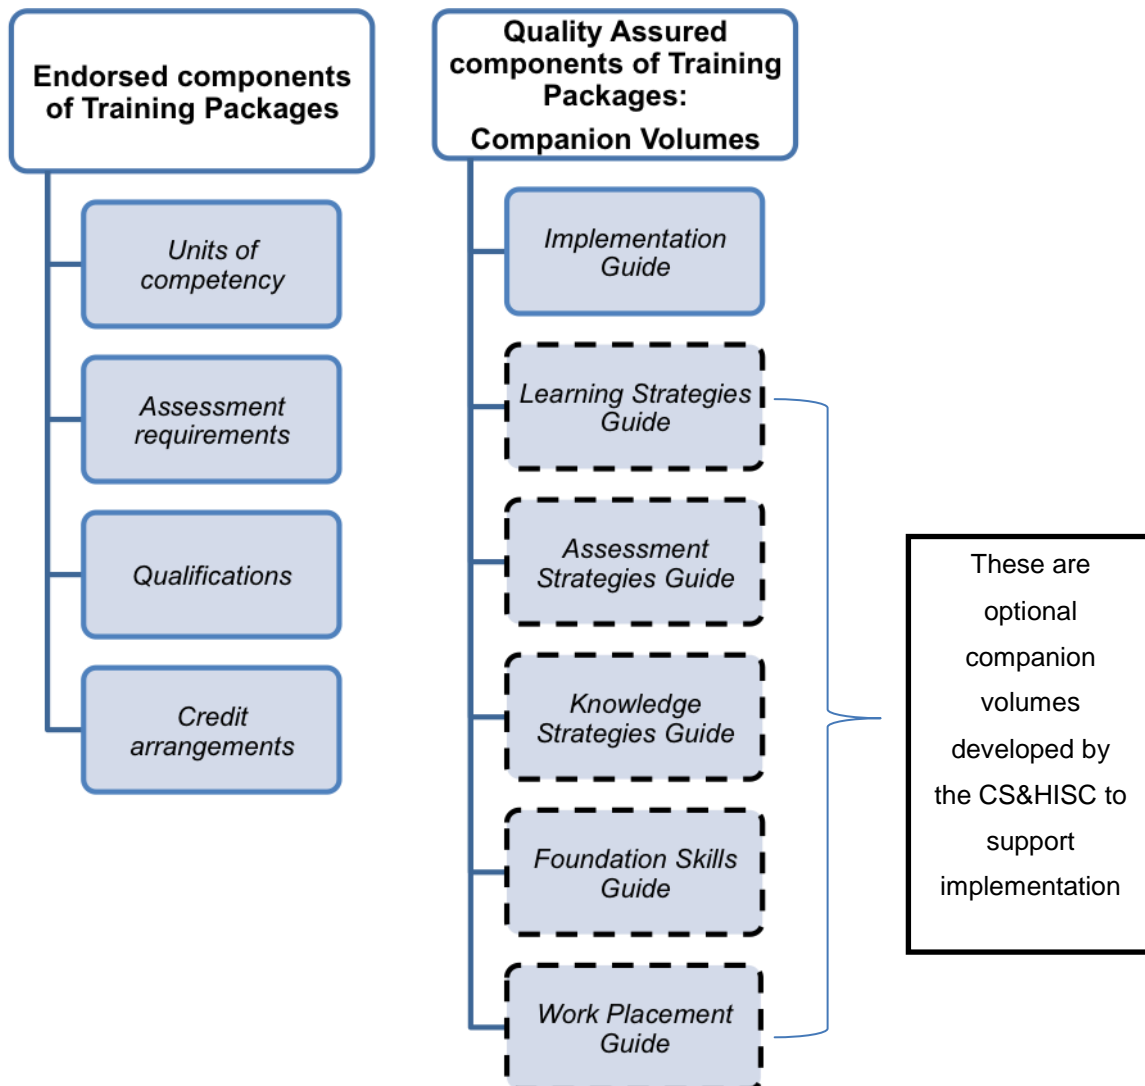 Endorsed components
of Training Packages
Units of
competency
Assessment
requirements
Qualifications
Credit
arrangements
Quality Assured
components of Training
Packages:
Companion Volumes
Implementation
Guide
Learning Strategies
Guide
Assessment
Strategies Guide
Knowledge
Strategies Guide
Foundation Skills
Guide
Work Placement
Guide
These are
optional
companion
volumes
developed by
the CS&HISC to
support
implementation